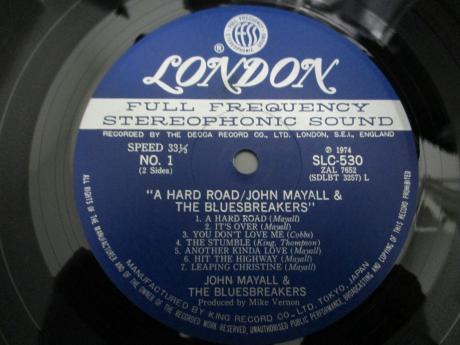 FULL FREQUENCY
ffss
STEREOPHONIC SOUND
® LONDON
FULL FREQUENCY
STEREOPHONIC SOUND
RECORDED BY THE DECCA RECORD CO., LTD. LONDON, S.E.I., ENGLAND
SPEED 33⅓
NO. 1
(2 Sides)
℗ 1974
SLC-530
ZAL 7652
(SDLBT 3257) L
"A HARD ROAD/JOHN MAYALL &
THE BLUESBREAKERS"
1. A HARD ROAD (Mayall)
2. IT'S OVER (Mayall)
3. YOU DON'T LOVE ME (Cobbs)
4. THE STUMBLE (King, Thompson)
5. ANOTHER KINDA LOVE (Mayall)
6. HIT THE HIGHWAY (Mayall)
7. LEAPING CHRISTINE (Mayall)
JOHN MAYALL &
THE BLUESBREAKERS
Produced by Mike Vernon
MANUFACTURED BY KING RECORD CO., LTD. TOKYO, JAPAN
ALL RIGHTS OF THE MANUFACTURER AND OF THE OWNER OF THE RECORDED WORK RESERVED, UNAUTHORISED PUBLIC PERFORMANCE, BROADCASTING AND COPYING OF THIS RECORD PROHIBITED